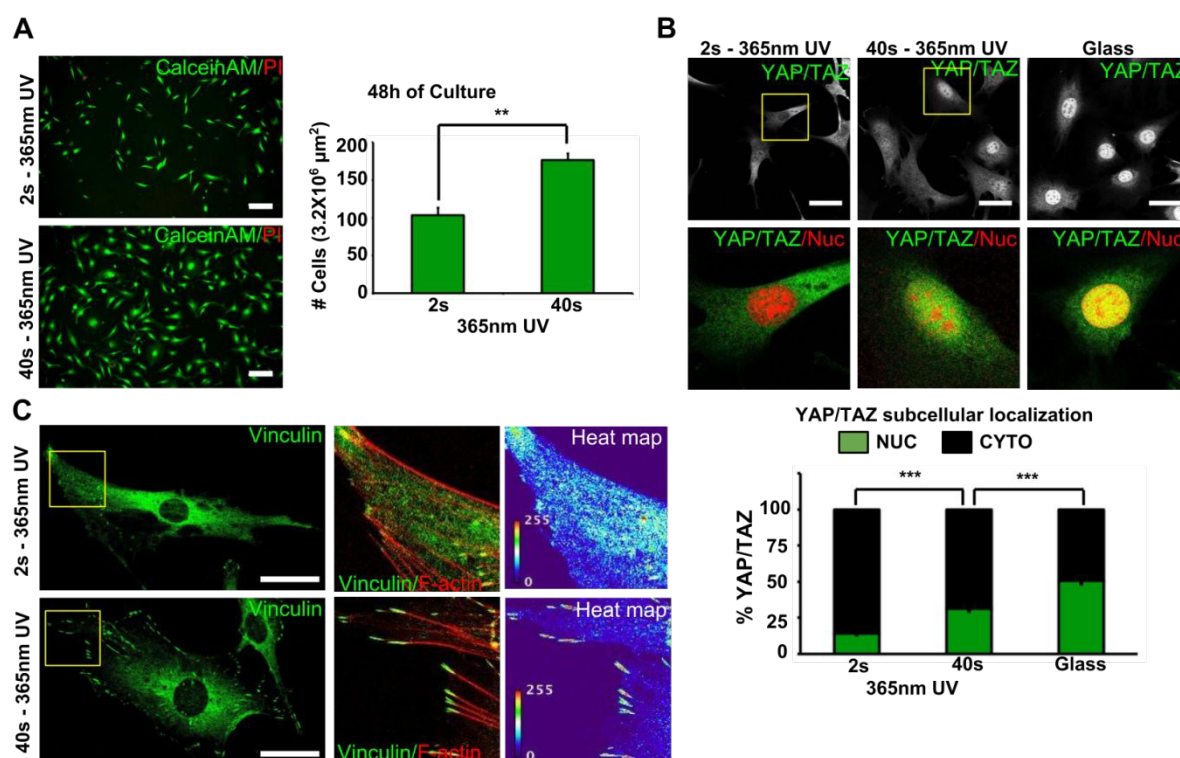 A
2s - 365nm UV
CalceinAM/PI
40s - 365nm UV
CalceinAM/PI
48h of Culture
**
# Cells (3.2X10⁶ µm²)
200
150
100
50
0
2s
40s
365nm UV
B
2s - 365nm UV
40s - 365nm UV
Glass
YAP/TAZ
YAP/TAZ
YAP/TAZ
YAP/TAZ/Nuc
YAP/TAZ/Nuc
YAP/TAZ/Nuc
YAP/TAZ subcellular localization
NUC
CYTO
***
***
% YAP/TAZ
100
75
50
25
0
2s
40s
Glass
365nm UV
C
2s - 365nm UV
Vinculin
Vinculin/F-actin
Heat map
255
0
40s - 365nm UV
Vinculin
Vinculin/F-actin
Heat map
255
0